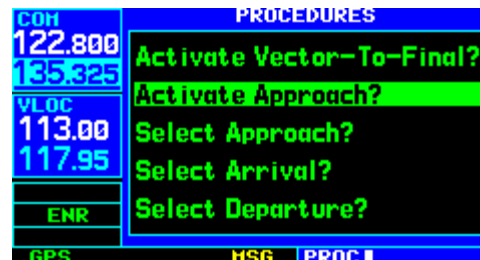 COM
122.800
135.325
VLOC
113.00
117.95
ENR
PROCEDURES
Activate Vector-To-Final?
Activate Approach?
Select Approach?
Select Arrival?
Select Departure?
GPS MSG PROC